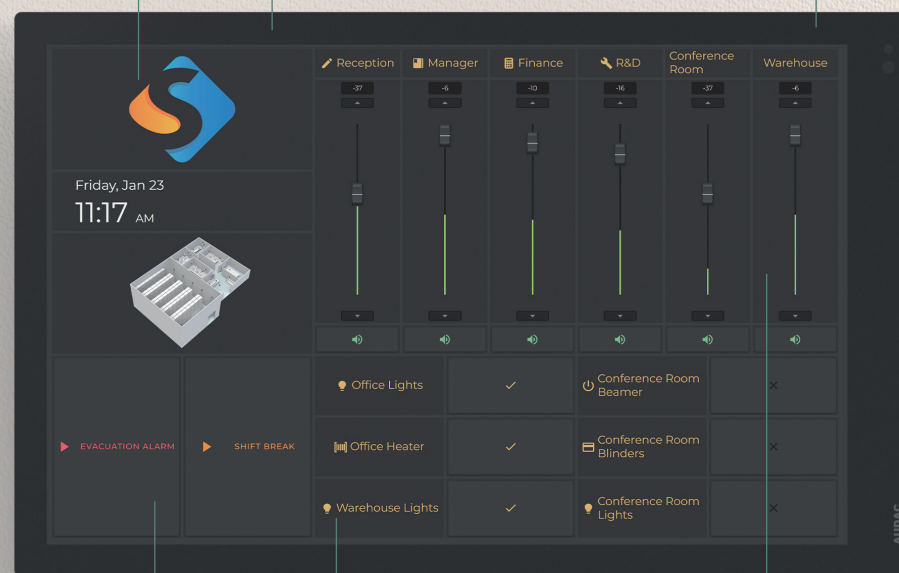 Reception
Manager
Finance
R&D
Conference
Room
Warehouse
-37
-6
-10
-16
-37
-6
Friday, Jan 23
11:17 AM
EVACUATION ALARM
SHIFT BREAK
Office Lights
Conference Room
Beamer
Office Heater
Conference Room
Blinders
Warehouse Lights
Conference Room
Lights
AUDAC